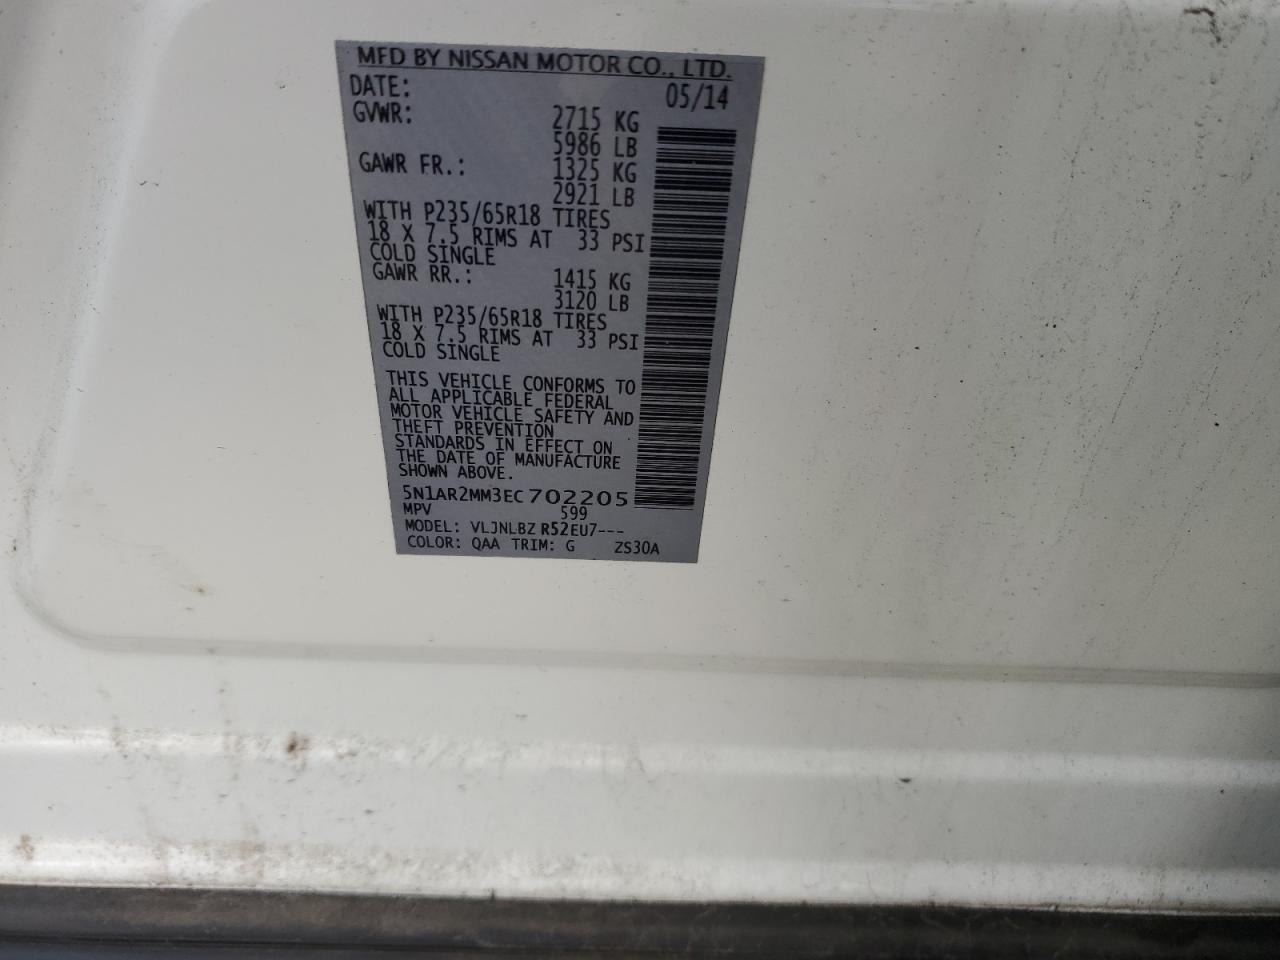 MFD BY NISSAN MOTOR CO., LTD.
DATE: 05/14
GVWR: 2715 KG
5986 LB
GAWR FR.: 1325 KG
2921 LB
WITH P235/65R18 TIRES
18 X 7.5 RIMS AT 33 PSI
COLD SINGLE
GAWR RR.: 1415 KG
3120 LB
WITH P235/65R18 TIRES
18 X 7.5 RIMS AT 33 PSI
COLD SINGLE
THIS VEHICLE CONFORMS TO
ALL APPLICABLE FEDERAL
MOTOR VEHICLE SAFETY AND
THEFT PREVENTION
STANDARDS IN EFFECT ON
THE DATE OF MANUFACTURE
SHOWN ABOVE.
5N1AR2MM3EC702205
MPV 599
MODEL: VLJNLBZ R52EU7---
COLOR: QAA TRIM: G ZS30A